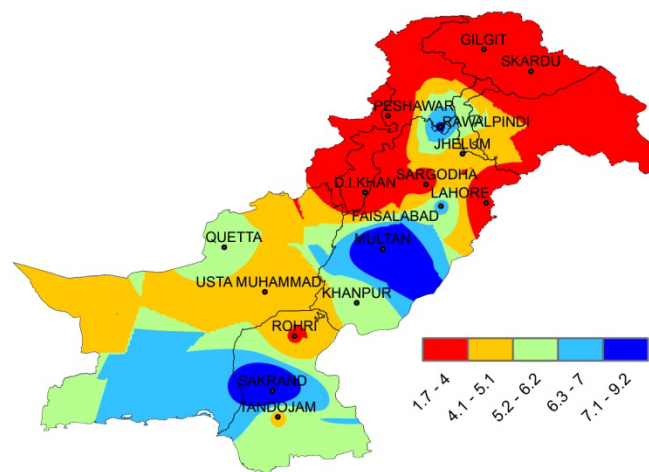 GILGIT
SKARDU
PESHAWAR
RAWALPINDI
JHELUM
SARGODHA
D.I.KHAN
LAHORE
FAISALABAD
QUETTA
MULTAN
USTA MUHAMMAD
KHANPUR
ROHRI
SAKRAND
TANDOJAM
1.7 - 4
4.1 - 5.1
5.2 - 6.2
6.3 - 7
7.1 - 9.2